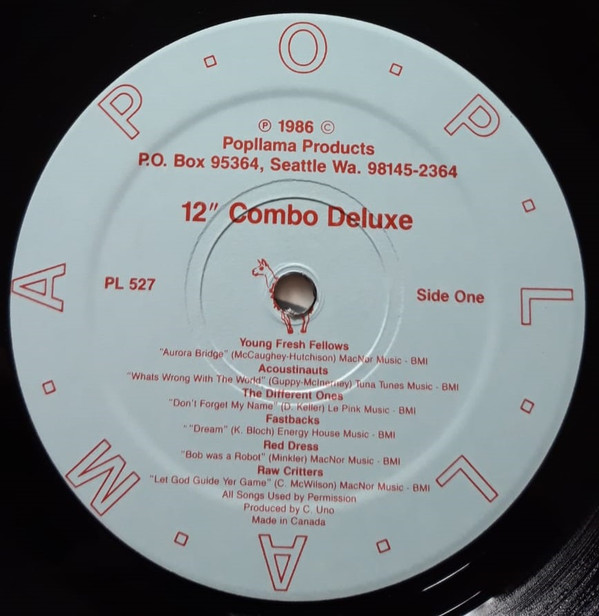 P · O · P · L · L · A · M · A
℗ 1986 ©
Popllama Products
P.O. Box 95364, Seattle Wa. 98145-2364
12" Combo Deluxe
PL 527
Side One
Young Fresh Fellows
"Aurora Bridge" (McCaughey-Hutchison) MacNor Music - BMI
Acoustinauts
"Whats Wrong With The World" (Guppy-McInerney) Tuna Tunes Music - BMI
The Different Ones
"Don't Forget My Name" (D. Keller) Le Pink Music - BMI
Fastbacks
" "Dream" (K. Bloch) Energy House Music - BMI
Red Dress
"Bob was a Robot" (Minkler) MacNor Music - BMI
Raw Critters
"Let God Guide Yer Game" (C. McWilson) MacNor Music - BMI
All Songs Used by Permission
Produced by C. Uno
Made in Canada